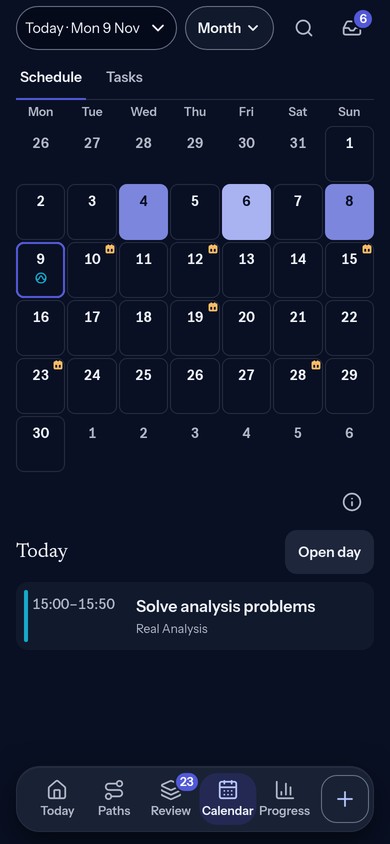 Today · Mon 9 Nov
Month
6
Schedule
Tasks
Mon Tue Wed Thu Fri Sat Sun
26 27 28 29 30 31 1
2 3 4 5 6 7 8
9 10 11 12 13 14 15
16 17 18 19 20 21 22
23 24 25 26 27 28 29
30 1 2 3 4 5 6
Today
Open day
15:00–15:50
Solve analysis problems
Real Analysis
23
Today Paths Review Calendar Progress